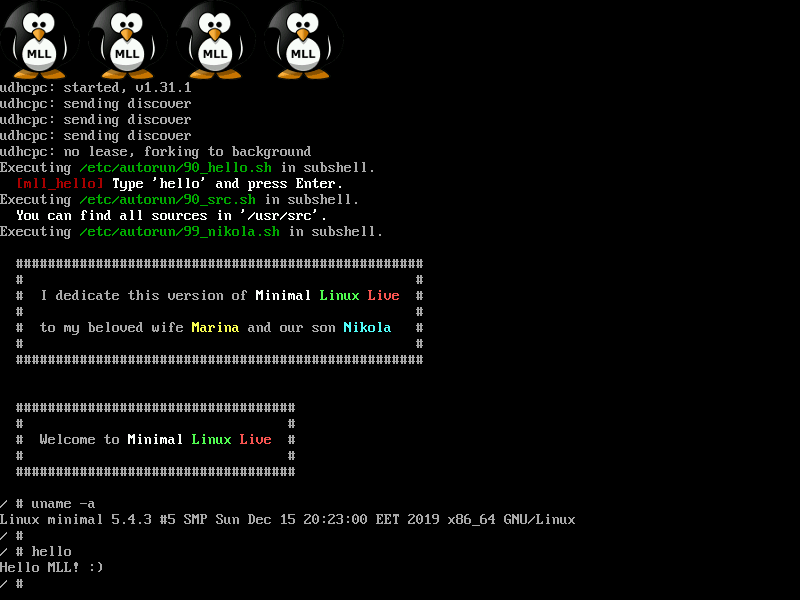 MLL MLL MLL MLL
udhcpc: started, v1.31.1
udhcpc: sending discover
udhcpc: sending discover
udhcpc: sending discover
udhcpc: no lease, forking to background
Executing /etc/autorun/90_hello.sh in subshell.
  [mll_hello] Type 'hello' and press Enter.
Executing /etc/autorun/90_src.sh in subshell.
  You can find all sources in '/usr/src'.
Executing /etc/autorun/99_nikola.sh in subshell.

  ###################################################
  #                                                 #
  #  I dedicate this version of Minimal Linux Live  #
  #                                                 #
  #  to my beloved wife Marina and our son Nikola   #
  #                                                 #
  ###################################################


  ###################################
  #                                 #
  #  Welcome to Minimal Linux Live  #
  #                                 #
  ###################################

/ # uname -a
Linux minimal 5.4.3 #5 SMP Sun Dec 15 20:23:00 EET 2019 x86_64 GNU/Linux
/ #
/ # hello
Hello MLL! :)
/ #